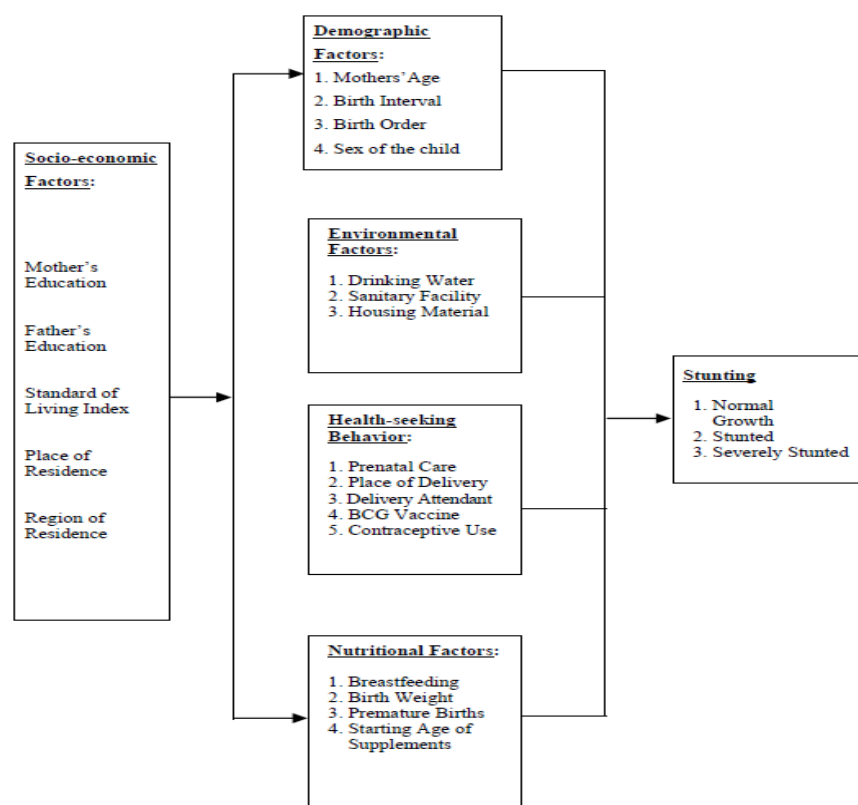 Socio-economic
Factors:
Mother's
Education
Father's
Education
Standard of
Living Index
Place of
Residence
Region of
Residence
Demographic
Factors:
1. Mothers' Age
2. Birth Interval
3. Birth Order
4. Sex of the child
Environmental
Factors:
1. Drinking Water
2. Sanitary Facility
3. Housing Material
Health-seeking
Behavior:
1. Prenatal Care
2. Place of Delivery
3. Delivery Attendant
4. BCG Vaccine
5. Contraceptive Use
Nutritional Factors:
1. Breastfeeding
2. Birth Weight
3. Premature Births
4. Starting Age of
Supplements
Stunting
1. Normal
Growth
2. Stunted
3. Severely Stunted